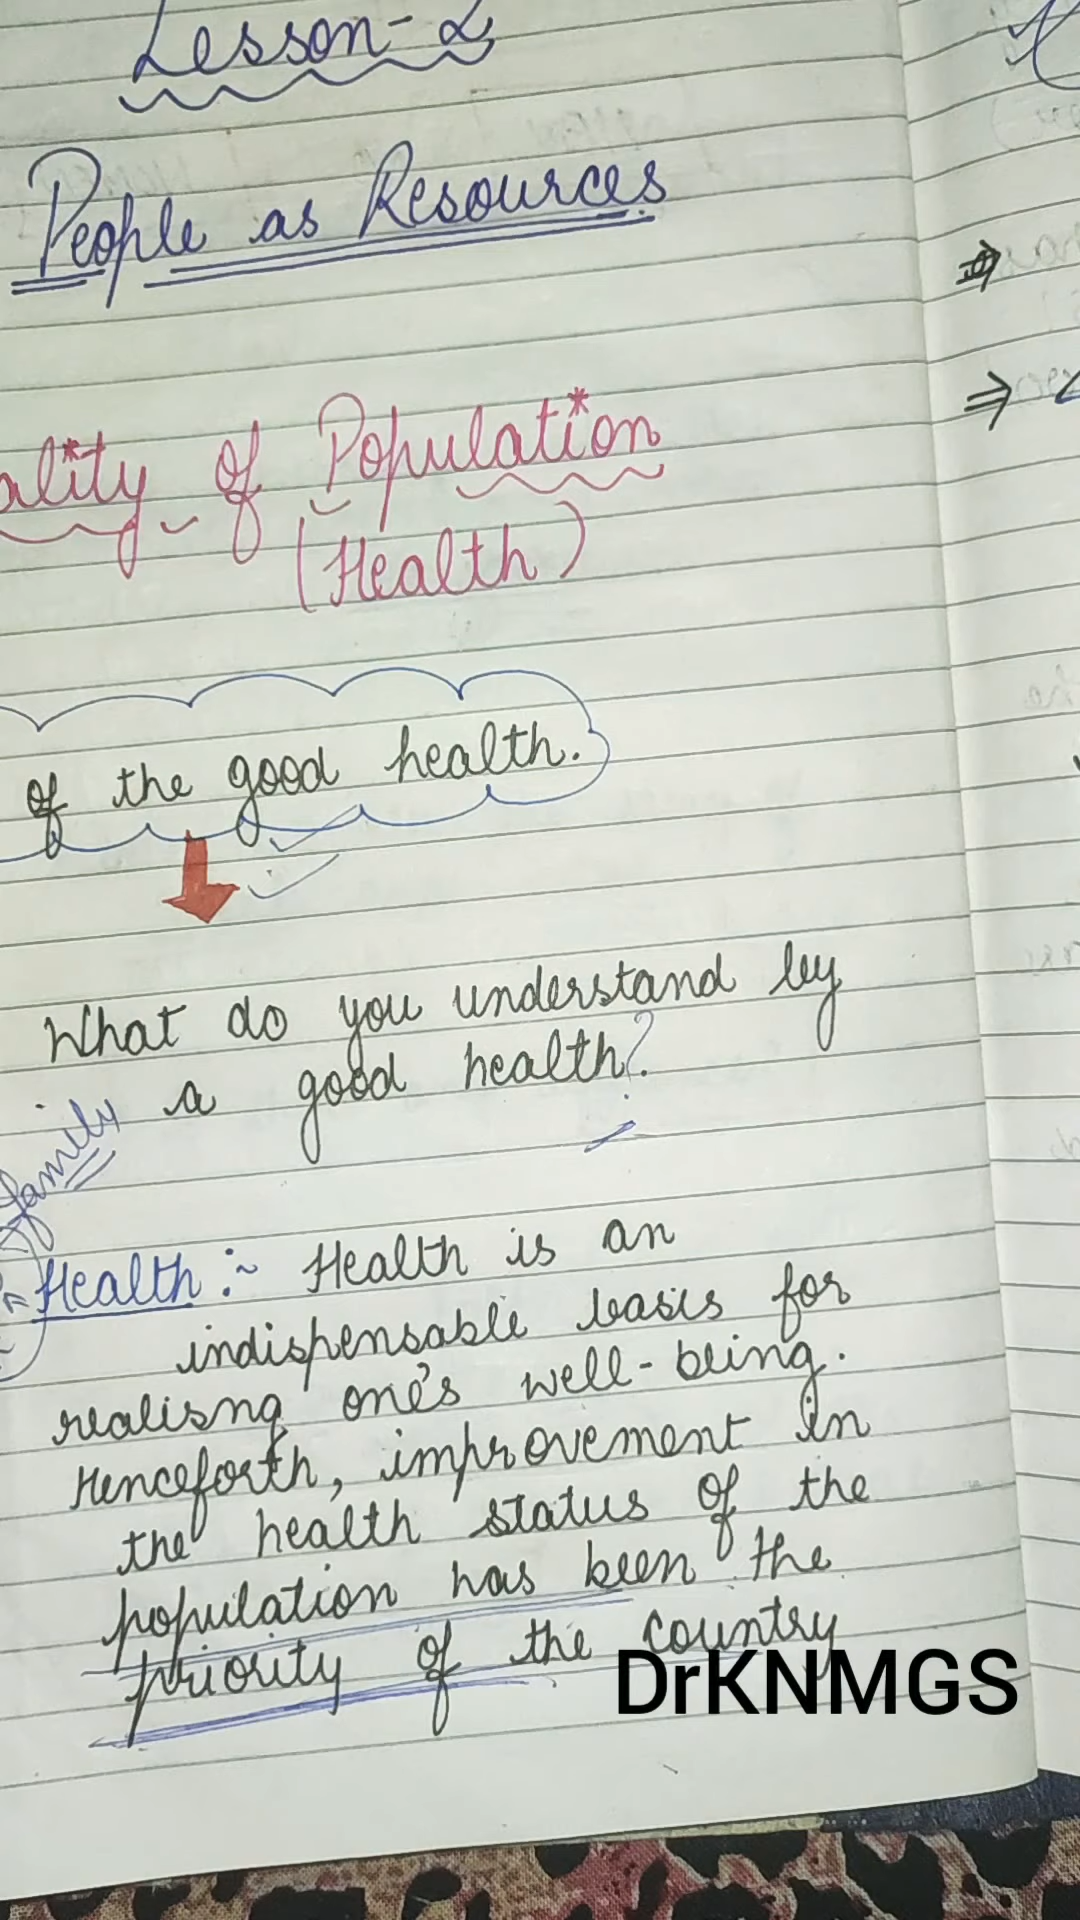 Lesson-2
People as Resources
ality of Population
(Health)
of the good health.
What do you understand by
a good health?
family
Health :~ Health is an
indispensable basis for
realisng one's well-being.
Henceforth, improvement in
the health status of the
population has been the
priority of the country
DrKNMGS